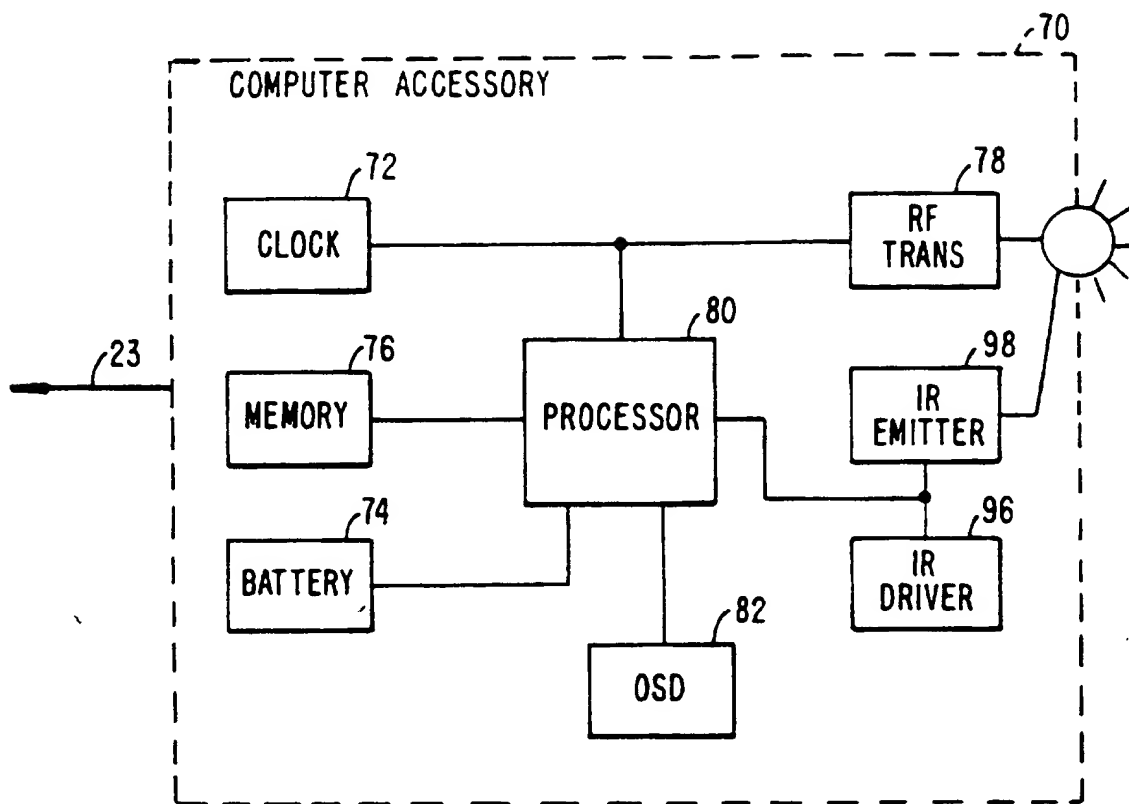 70
COMPUTER ACCESSORY
72
CLOCK
78
RF
TRANS
80
PROCESSOR
23
76
MEMORY
98
IR
EMITTER
74
BATTERY
96
IR
DRIVER
82
OSD